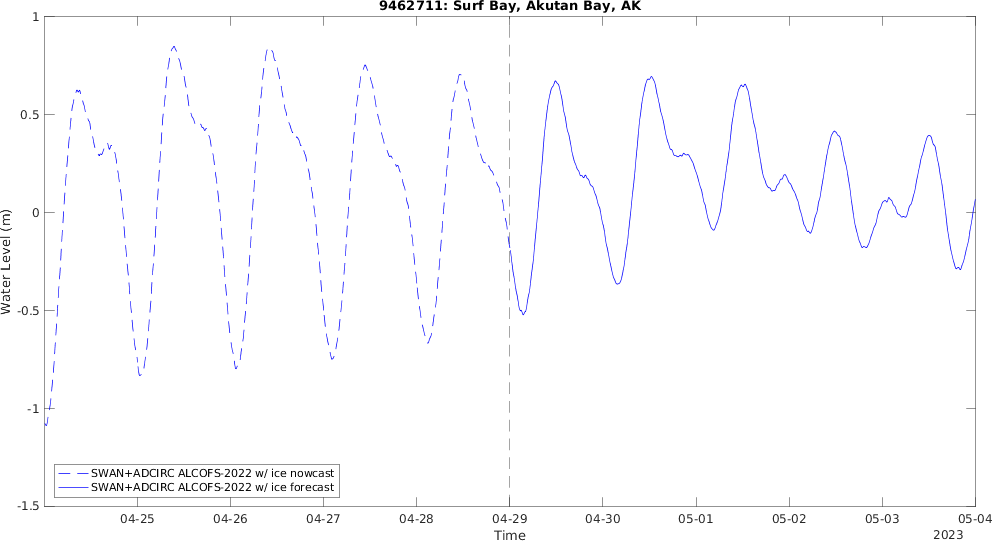 9462711: Surf Bay, Akutan Bay, AK
1
0.5
0
-0.5
-1
-1.5
Water Level (m)
SWAN+ADCIRC ALCOFS-2022 w/ ice nowcast
SWAN+ADCIRC ALCOFS-2022 w/ ice forecast
04-25 04-26 04-27 04-28 04-29 04-30 05-01 05-02 05-03 05-04
Time
2023